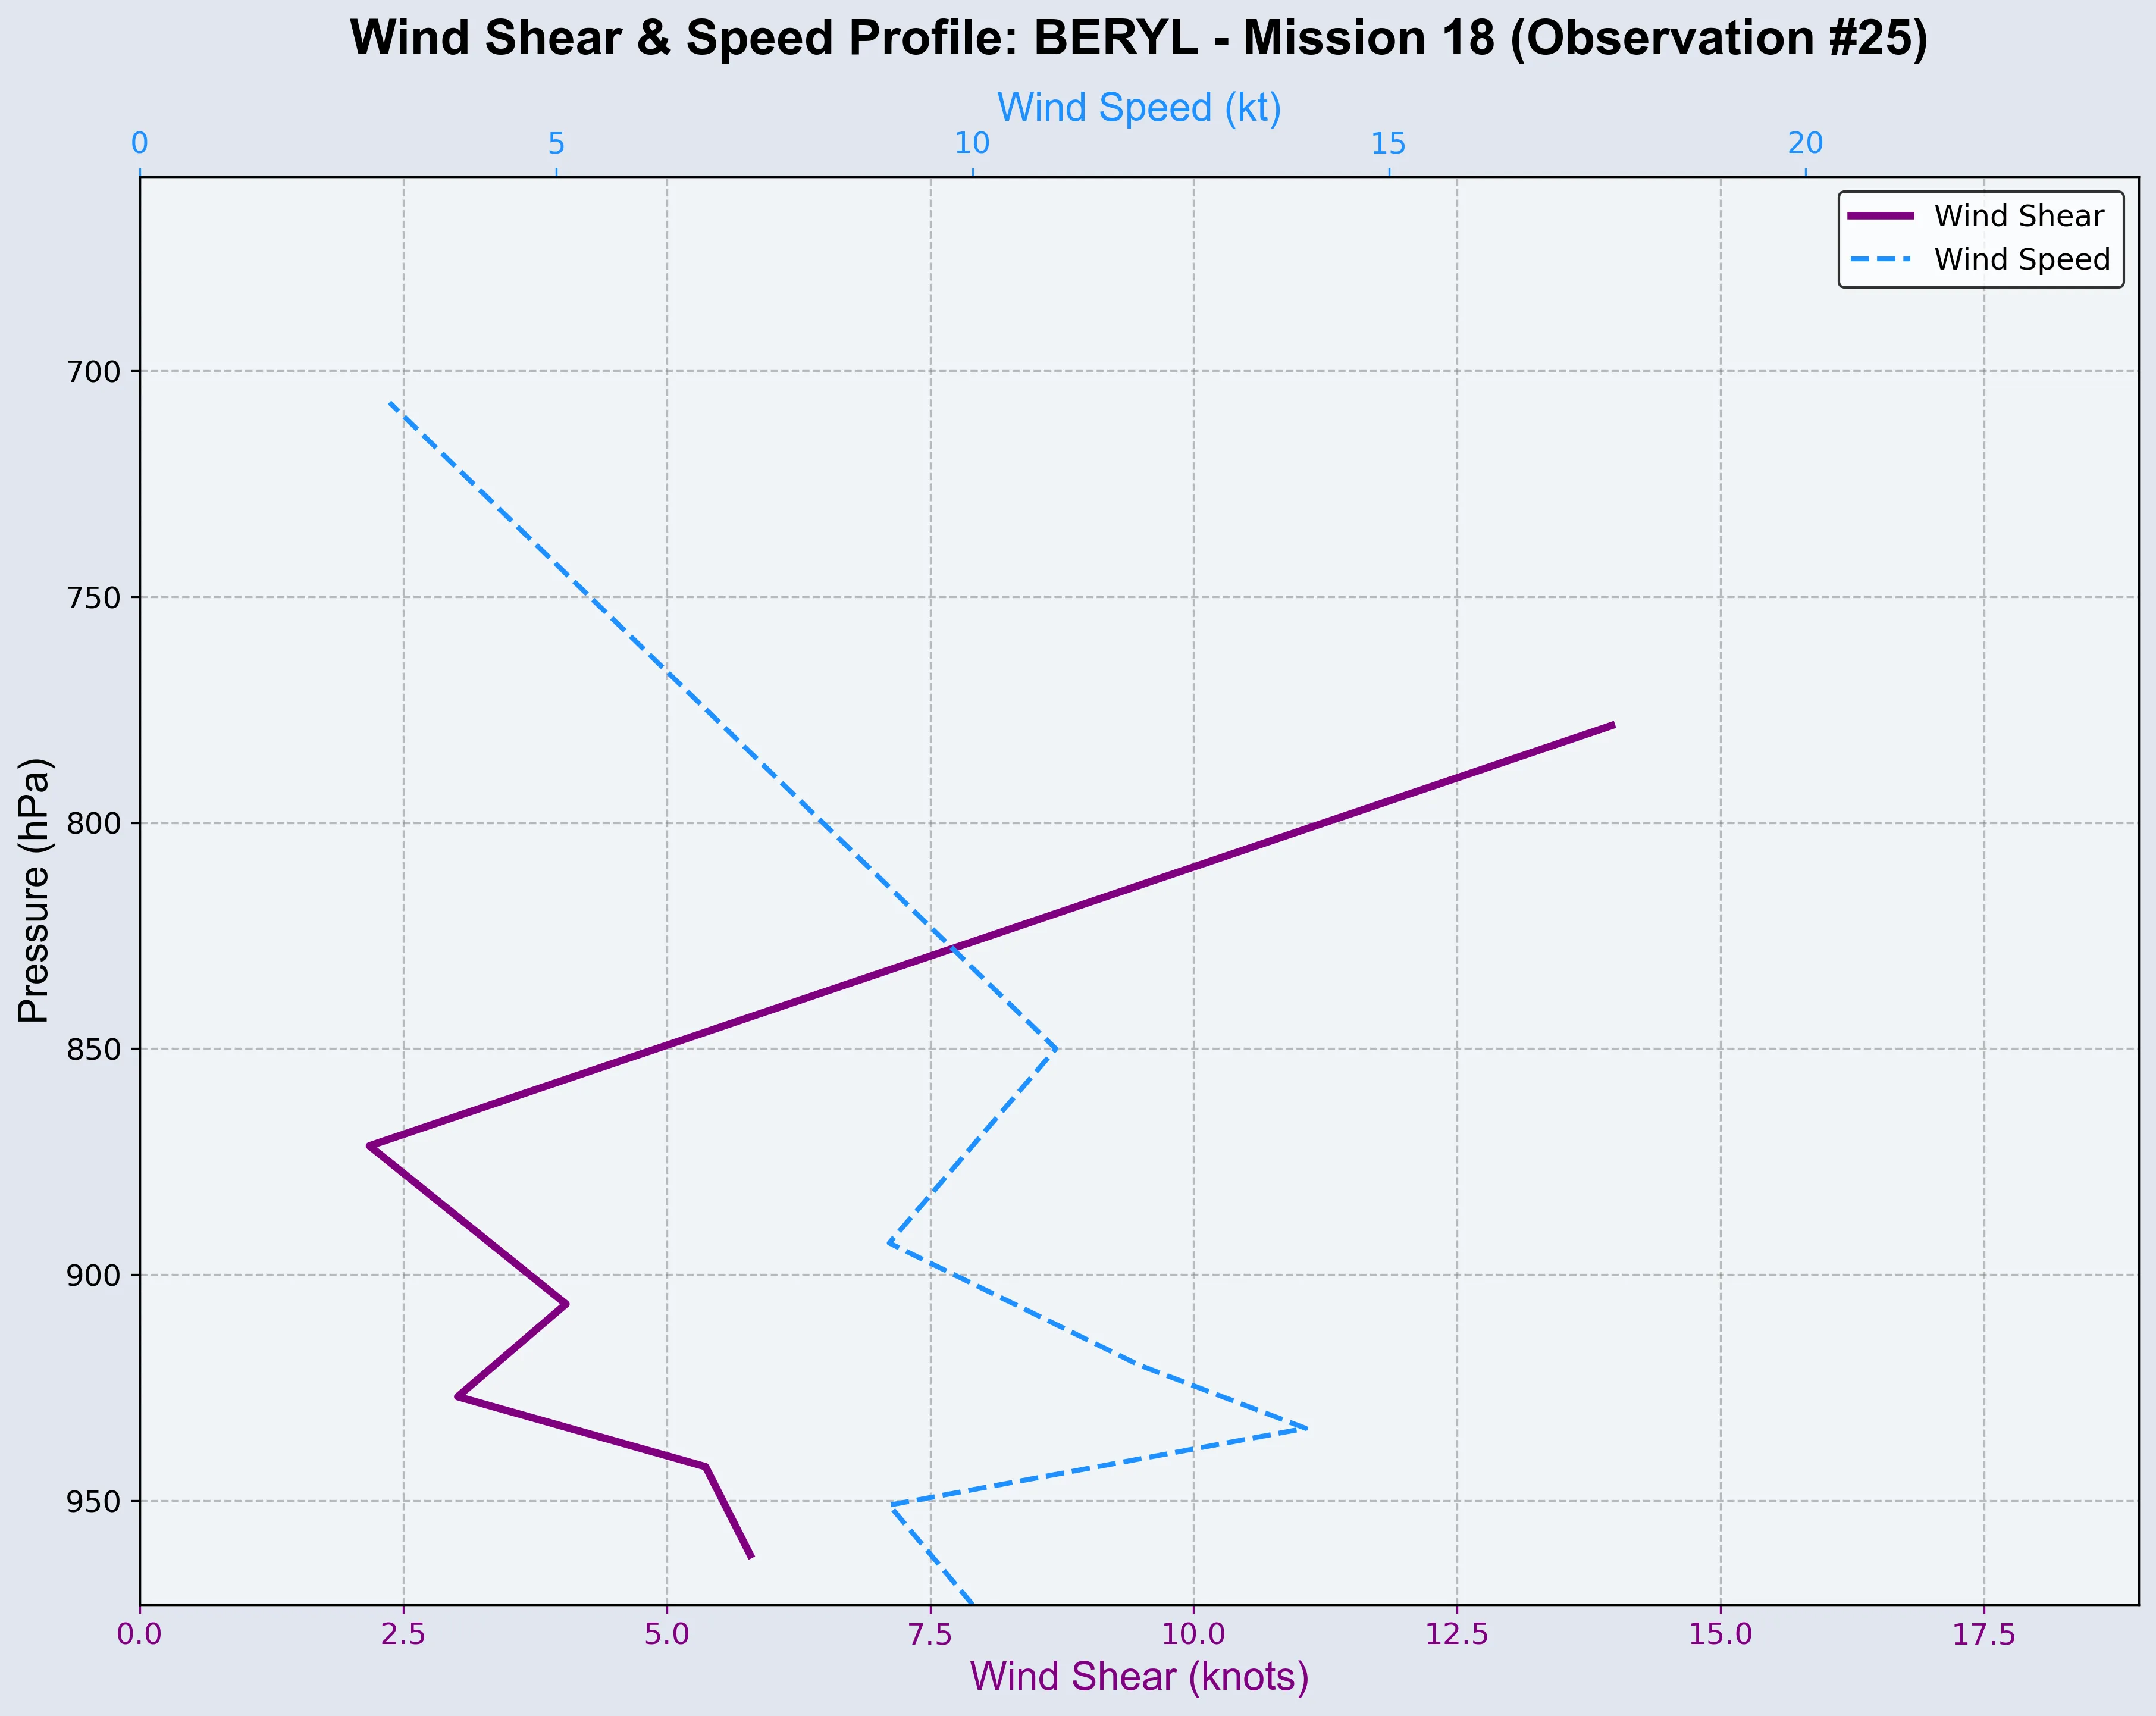 Wind Shear & Speed Profile: BERYL - Mission 18 (Observation #25)
Wind Speed (kt)
0 5 10 15 20
Wind Shear
Wind Speed
700
750
800
850
900
950
Pressure (hPa)
0.0 2.5 5.0 7.5 10.0 12.5 15.0 17.5
Wind Shear (knots)